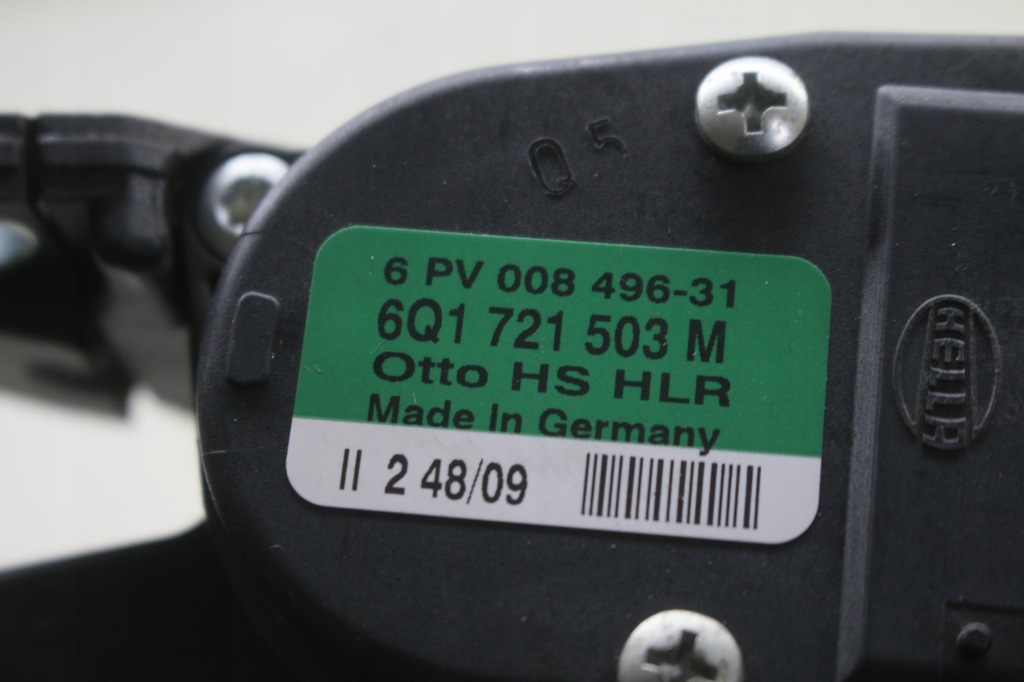 Q 5
6 PV 008 496-31
6Q1 721 503 M
Otto HS HLR
Made In Germany
II 2 48/09
HELLA